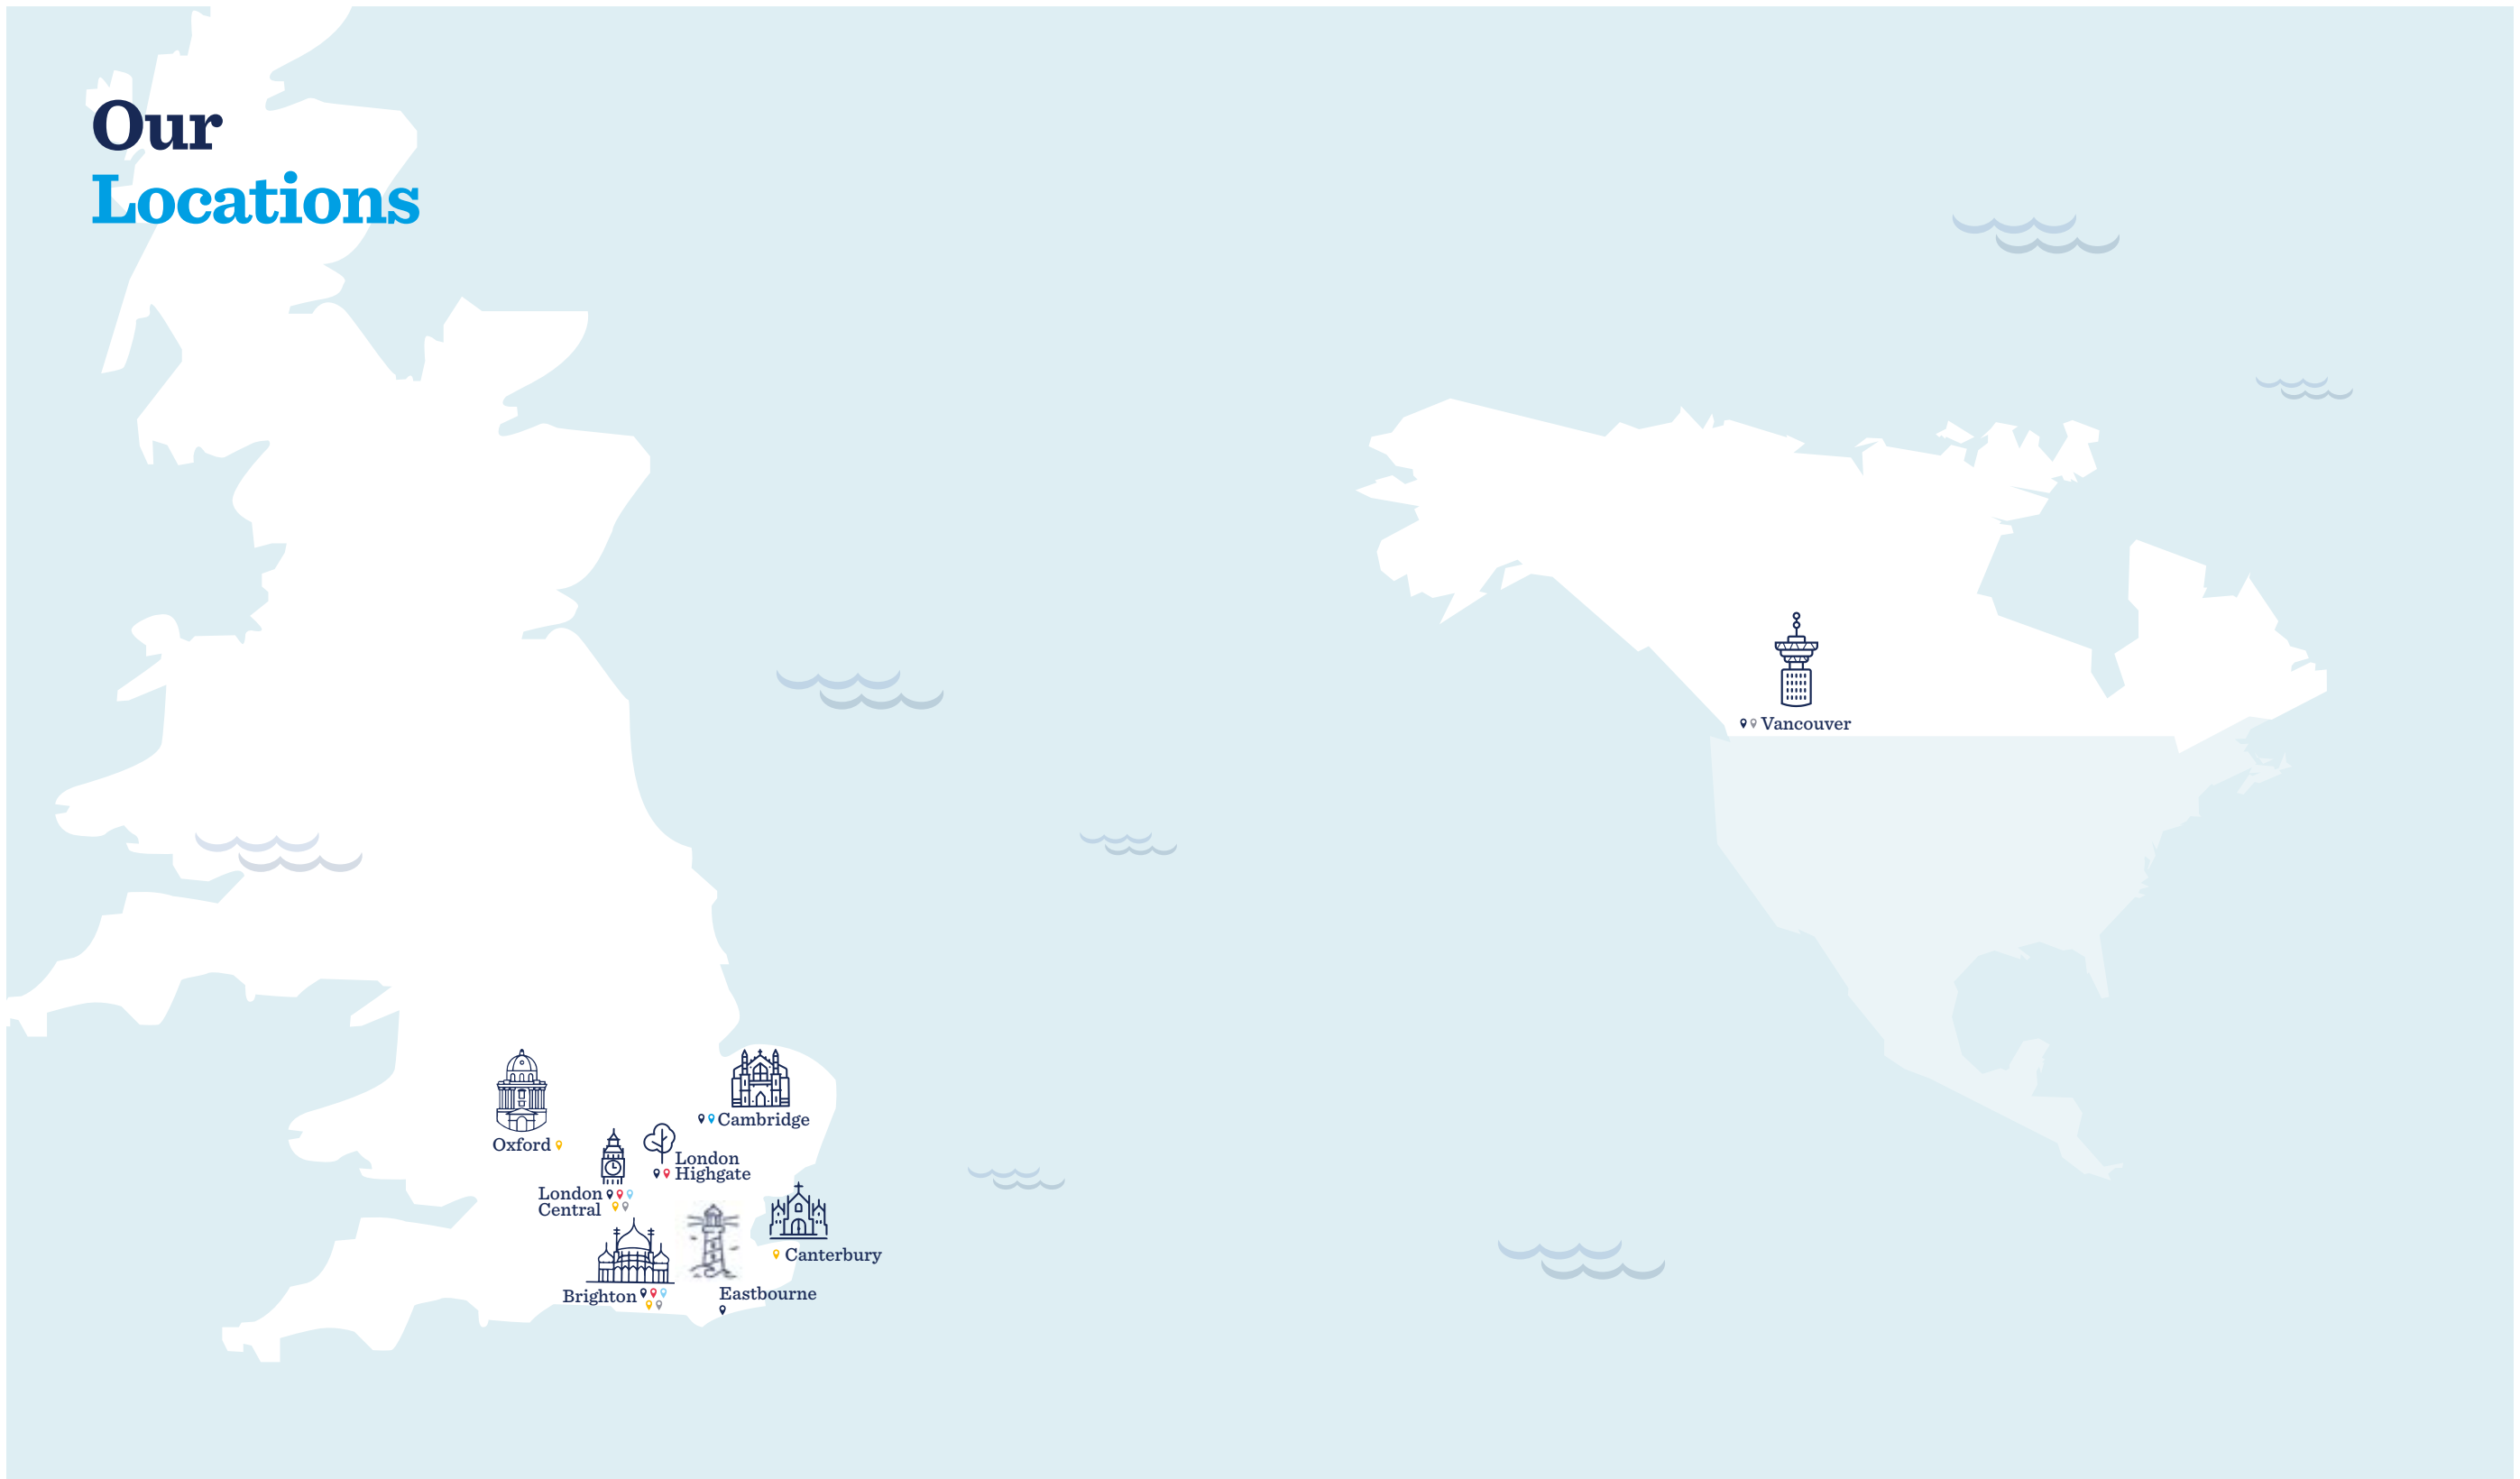 Our
Locations
Vancouver
Cambridge
Oxford
London
Highgate
London
Central
Canterbury
Eastbourne
Brighton